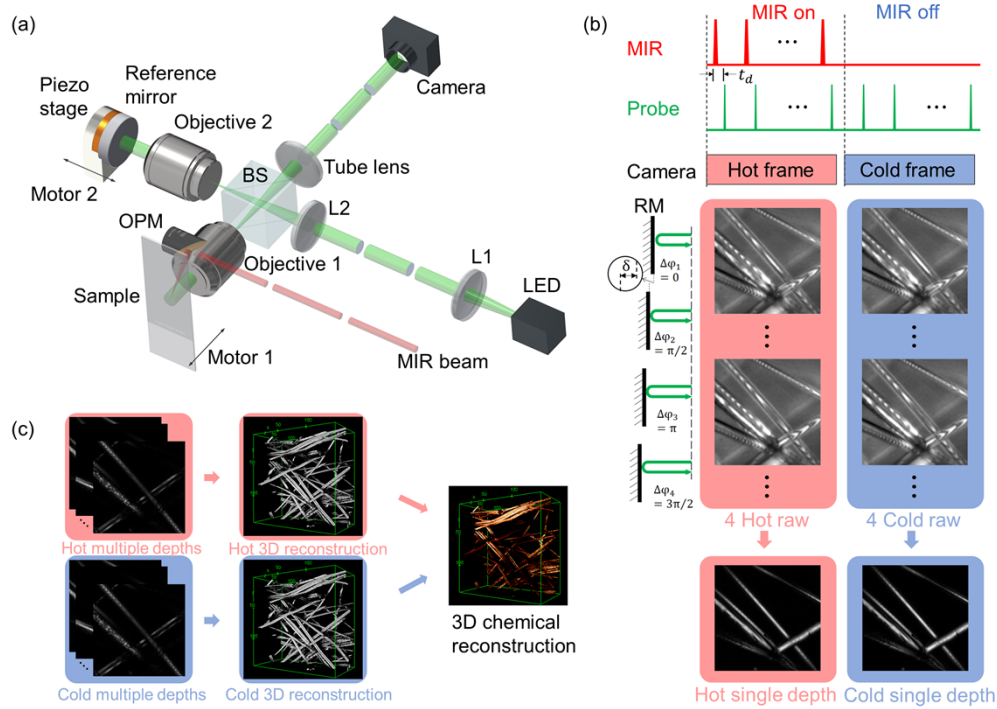 (a)
Piezo
stage
Reference
mirror
Objective 2
Camera
Motor 2
BS
Tube lens
OPM
L2
Objective 1
L1
LED
Sample
MIR beam
Motor 1
(b)
MIR on
MIR off
MIR
...
t_d
Probe
...
...
Camera
Hot frame
Cold frame
RM
δ
Δφ₁
= 0
Δφ₂
= π/2
Δφ₃
= π
Δφ₄
= 3π/2
4 Hot raw
4 Cold raw
Hot single depth
Cold single depth
(c)
Hot multiple depths
Hot 3D reconstruction
Cold multiple depths
Cold 3D reconstruction
3D chemical
reconstruction